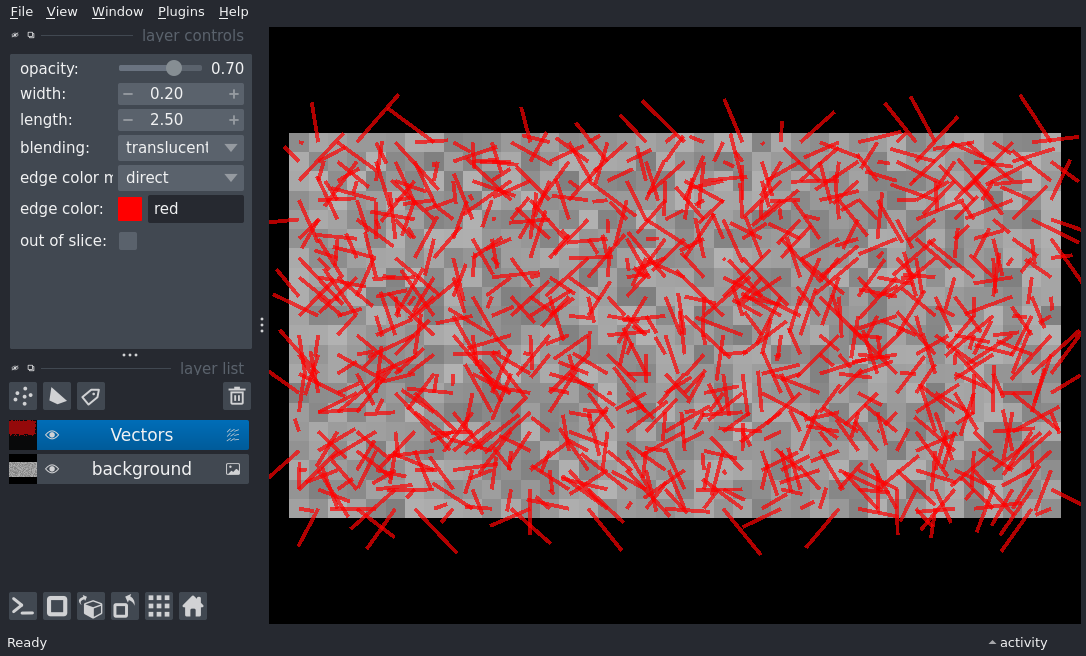 File View Window Plugins Help
layer controls
opacity: 0.70
width: 0.20
length: 2.50
blending: translucent
edge color m direct
edge color: red
out of slice:
layer list
Vectors
background
Ready
activity